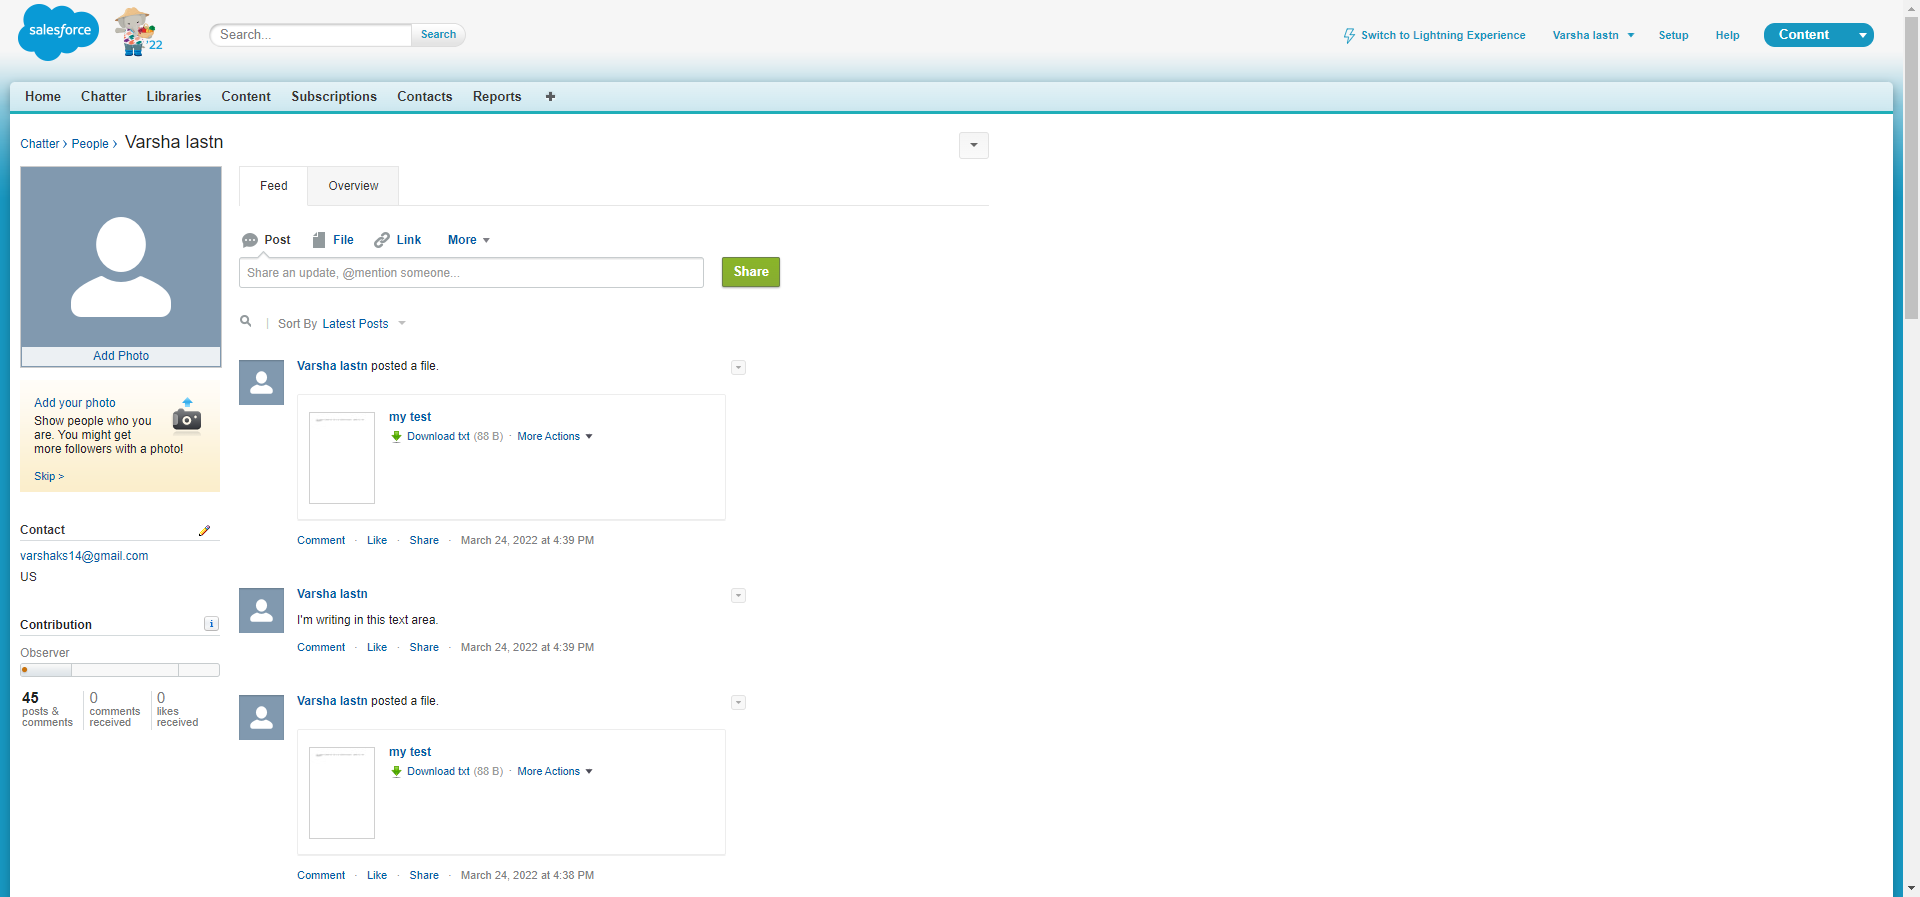 salesforce
'22
Search...
Search
Switch to Lightning Experience
Varsha lastn
Setup
Help
Content
Home
Chatter
Libraries
Content
Subscriptions
Contacts
Reports
Chatter › People › Varsha lastn
Feed
Overview
Post
File
Link
More
Share an update, @mention someone...
Share
Sort By Latest Posts
Add Photo
Add your photo
Show people who you
are. You might get
more followers with a photo!
Skip >
Contact
varshaks14@gmail.com
US
Contribution
i
Observer
45
posts &
comments
0
comments
received
0
likes
received
Varsha lastn posted a file.
my test
Download txt (88 B) · More Actions
Comment · Like · Share · March 24, 2022 at 4:39 PM
Varsha lastn
I'm writing in this text area.
Comment · Like · Share · March 24, 2022 at 4:39 PM
Varsha lastn posted a file.
my test
Download txt (88 B) · More Actions
Comment · Like · Share · March 24, 2022 at 4:38 PM